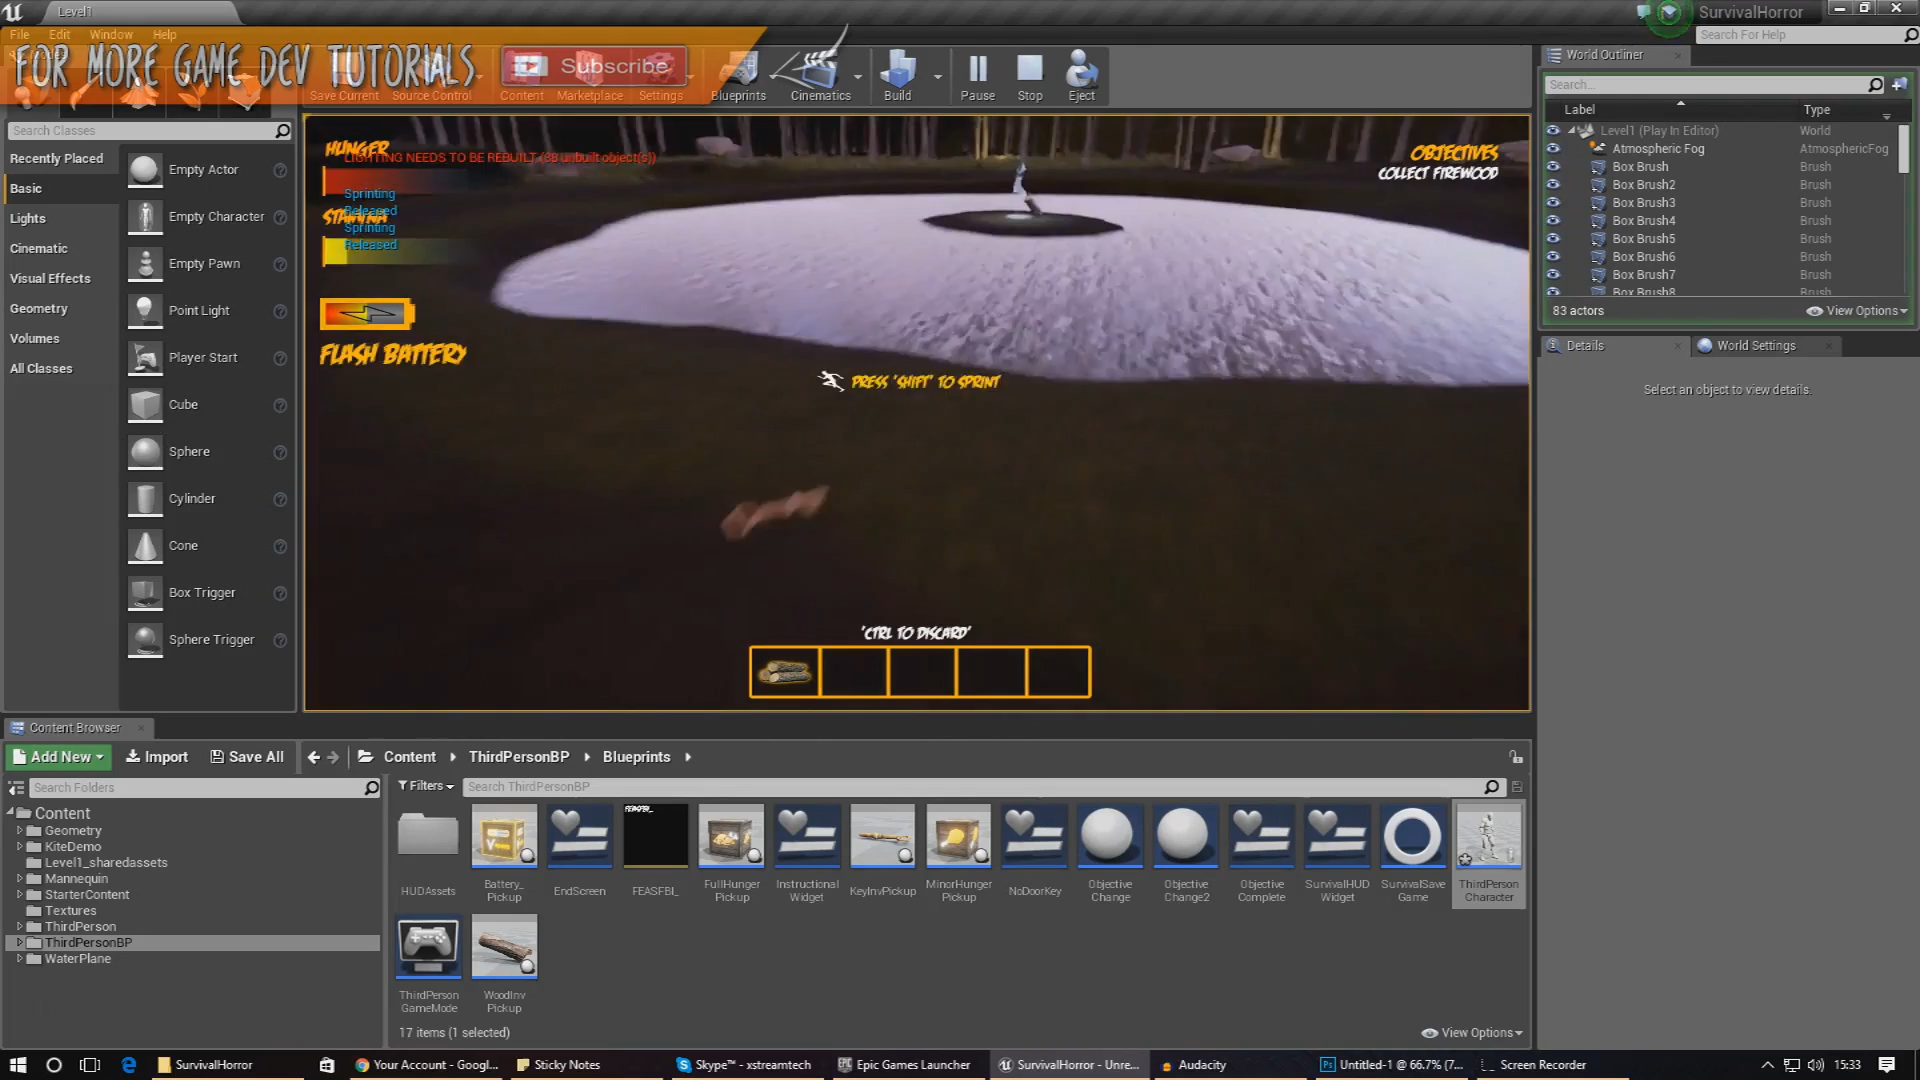 Level1
SurvivalHorror
File Edit Window Help
Search For Help
FOR MORE GAME DEV TUTORIALS
Subscribe
Save Current Source Control Content Marketplace Settings Blueprints Cinematics Build Pause Stop Eject
Search Classes
Recently Placed
Basic
Lights
Cinematic
Visual Effects
Geometry
Volumes
All Classes
Empty Actor
Empty Character
Empty Pawn
Point Light
Player Start
Cube
Sphere
Cylinder
Cone
Box Trigger
Sphere Trigger
HUNGER
LIGHTING NEEDS TO BE REBUILT (38 unbuilt object(s))
Sprinting
Released
STAMINA
Sprinting
Released
FLASH BATTERY
OBJECTIVES
COLLECT FIREWOOD
PRESS 'SHIFT' TO SPRINT
'CTRL TO DISCARD'
World Outliner
Search...
Label Type
Level1 (Play In Editor) World
Atmospheric Fog AtmosphericFog
Box Brush Brush
Box Brush2 Brush
Box Brush3 Brush
Box Brush4 Brush
Box Brush5 Brush
Box Brush6 Brush
Box Brush7 Brush
Box Brush8 Brush
83 actors View Options
Details World Settings
Select an object to view details.
Content Browser
Add New Import Save All Content ThirdPersonBP Blueprints
Search Folders
Filters Search ThirdPersonBP
Content
Geometry
KiteDemo
Level1_sharedassets
Mannequin
StarterContent
Textures
ThirdPerson
ThirdPersonBP
WaterPlane
HUDAssets
Battery_
Pickup
EndScreen
FEASFBI_
FullHunger
Pickup
Instructional
Widget
KeyInvPickup
MinorHunger
Pickup
NoDoorKey
Objective
Change
Objective
Change2
Objective
Complete
SurvivalHUD
Widget
SurvivalSave
Game
ThirdPerson
Character
ThirdPerson
GameMode
WoodInv
Pickup
17 items (1 selected)
View Options
SurvivalHorror Your Account - Googl... Sticky Notes Skype™ - xstreamtech Epic Games Launcher SurvivalHorror - Unre... Audacity Untitled-1 @ 66.7% (7... Screen Recorder 15:33